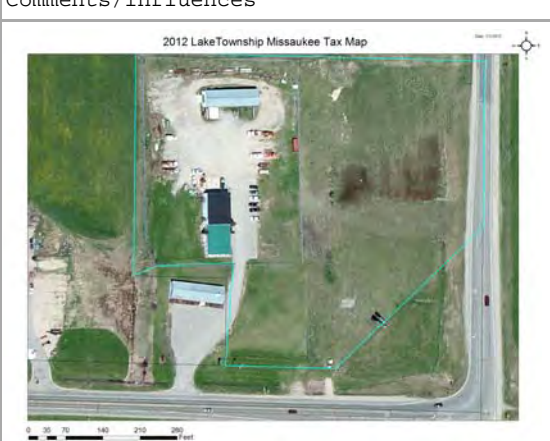 Comments/Influences
2012 LakeTownship Missaukee Tax Map
0 35 70 140 210 280
Feet